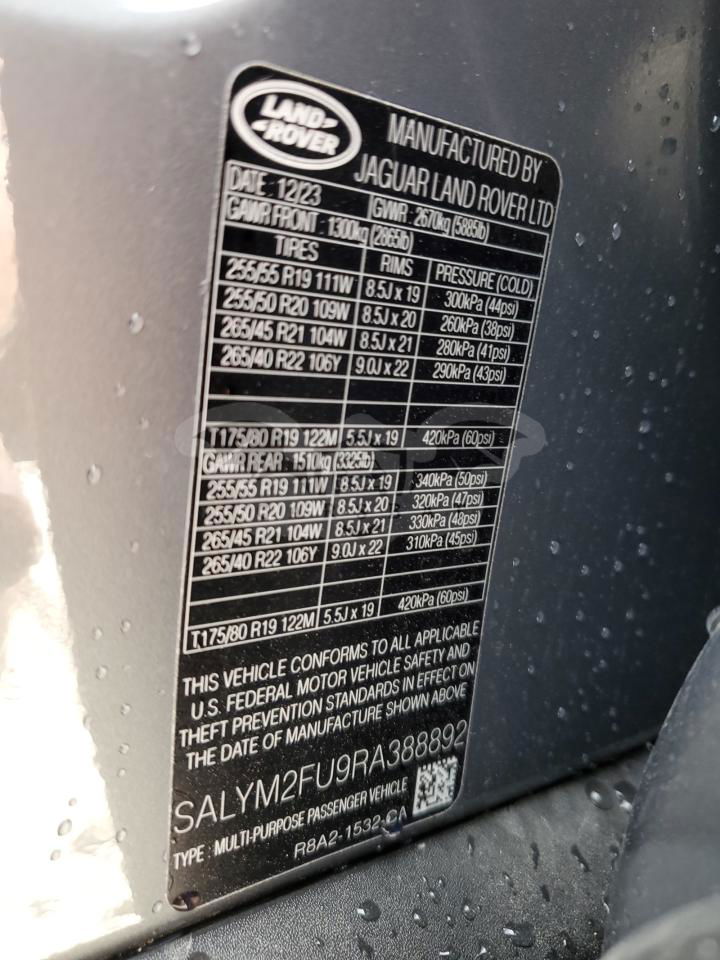 LAND-
-ROVER
MANUFACTURED BY
JAGUAR LAND ROVER LTD
DATE : 12/23 GVWR : 2670kg (5885lb)
GAWR FRONT : 1300kg (2865lb)
TIRES RIMS PRESSURE (COLD)
255/55 R19 111W 8.5J x 19 300kPa (44psi)
255/50 R20 109W 8.5J x 20 260kPa (38psi)
265/45 R21 104W 8.5J x 21 280kPa (41psi)
265/40 R22 106Y 9.0J x 22 290kPa (43psi)
T175/80 R19 122M 5.5J x 19 420kPa (60psi)
GAWR REAR : 1510kg (3325lb)
255/55 R19 111W 8.5J x 19 340kPa (50psi)
255/50 R20 109W 8.5J x 20 320kPa (47psi)
265/45 R21 104W 8.5J x 21 330kPa (48psi)
265/40 R22 106Y 9.0J x 22 310kPa (45psi)
T175/80 R19 122M 5.5J x 19 420kPa (60psi)
THIS VEHICLE CONFORMS TO ALL APPLICABLE
U.S. FEDERAL MOTOR VEHICLE SAFETY AND
THEFT PREVENTION STANDARDS IN EFFECT ON
THE DATE OF MANUFACTURE SHOWN ABOVE
SALYM2FU9RA388892
TYPE : MULTI-PURPOSE PASSENGER VEHICLE
R8A2-1532-CA